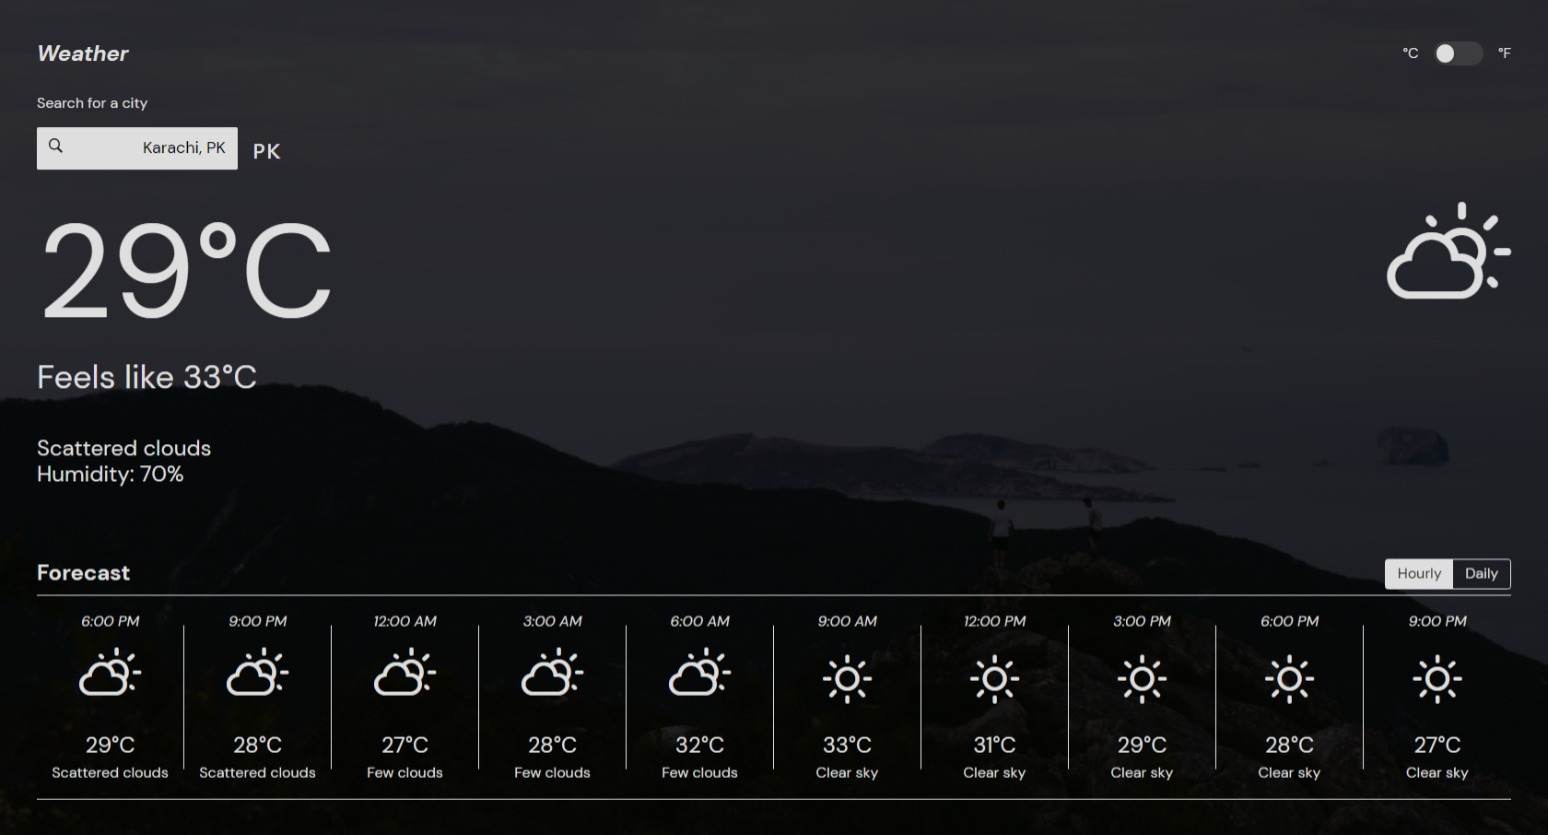 Weather
°C °F
Search for a city
Karachi, PK PK
29°C
Feels like 33°C
Scattered clouds
Humidity: 70%
Forecast
Hourly Daily
6:00 PM 9:00 PM 12:00 AM 3:00 AM 6:00 AM 9:00 AM 12:00 PM 3:00 PM 6:00 PM 9:00 PM
29°C 28°C 27°C 28°C 32°C 33°C 31°C 29°C 28°C 27°C
Scattered clouds Scattered clouds Few clouds Few clouds Few clouds Clear sky Clear sky Clear sky Clear sky Clear sky